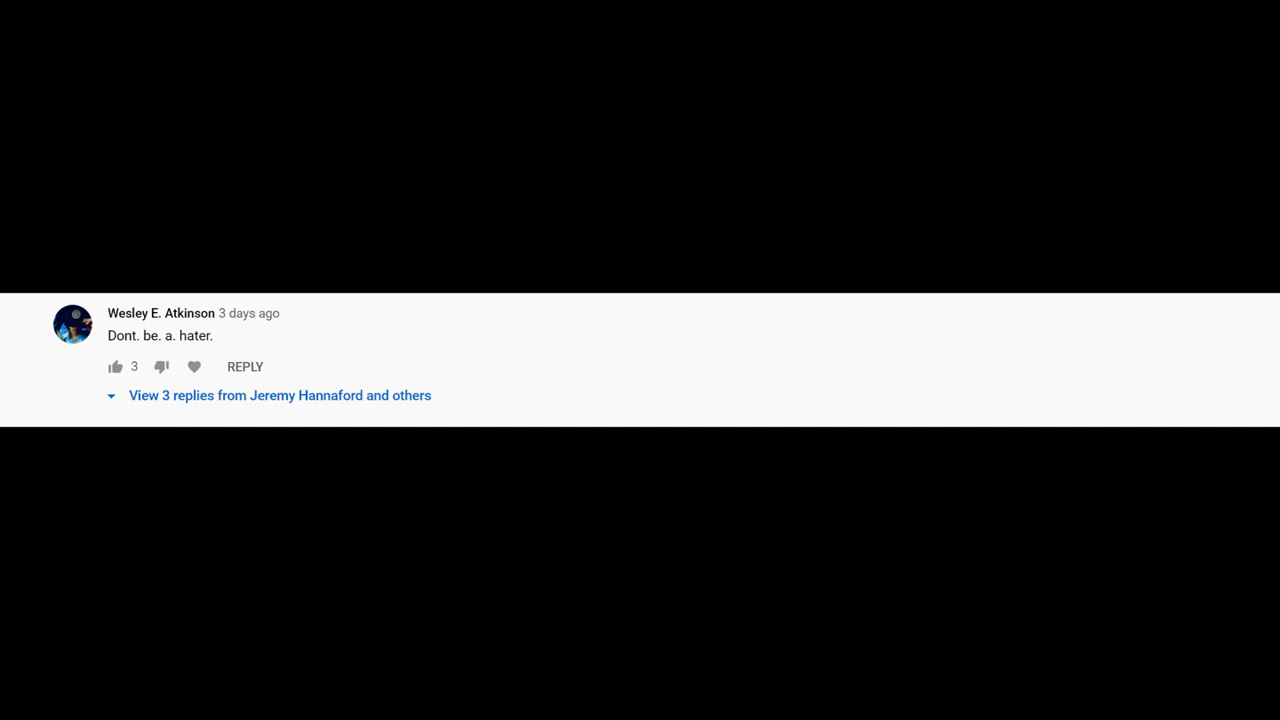 Wesley E. Atkinson 3 days ago
Dont. be. a. hater.
3 REPLY
View 3 replies from Jeremy Hannaford and others